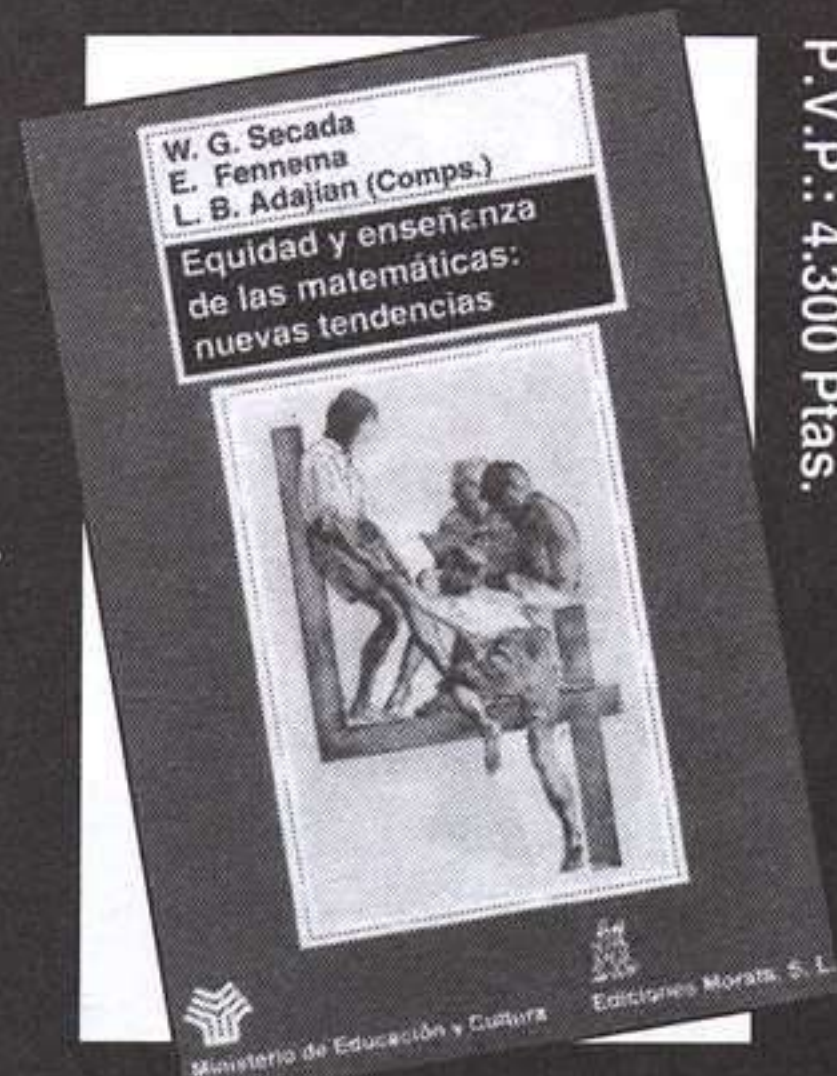 W. G. Secada
E. Fennema
L. B. Adajian (Comps.)
Equidad y enseñanza
de las matemáticas:
nuevas tendencias
Ministerio de Educación y Cultura
Ediciones Morata, S. L.
P.V.P.: 4.300 Ptas.